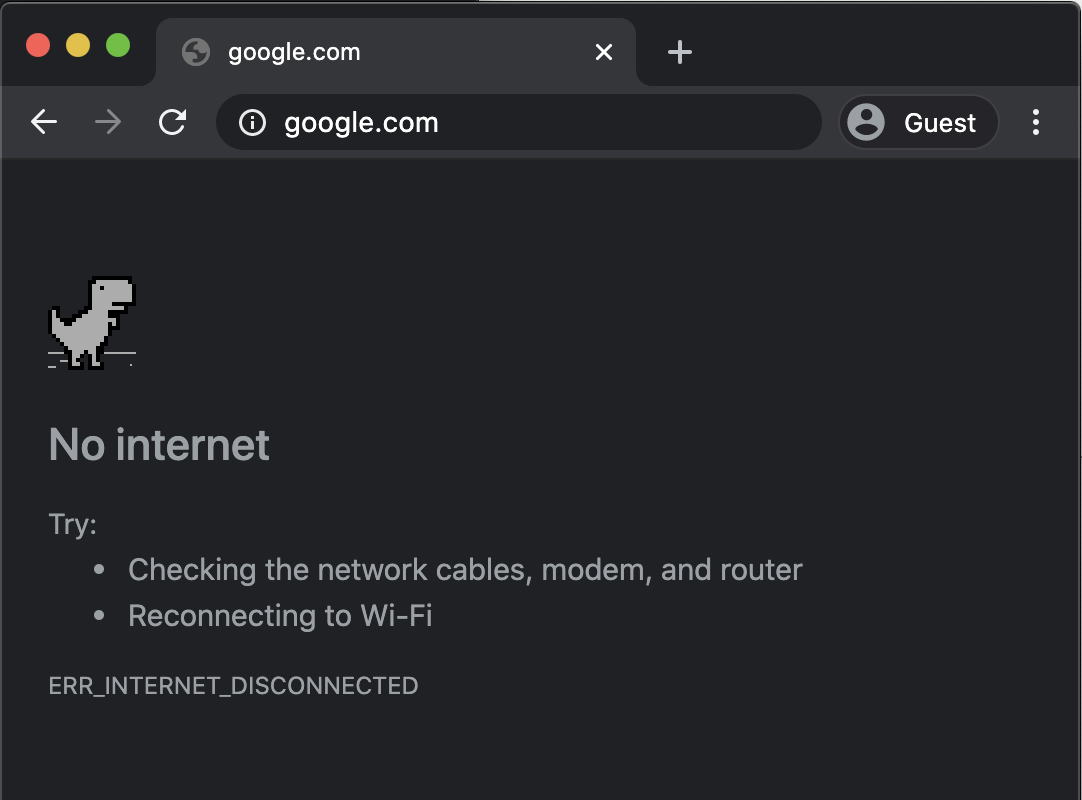 google.com
google.com
Guest
No internet
Try:
• Checking the network cables, modem, and router
• Reconnecting to Wi-Fi
ERR_INTERNET_DISCONNECTED